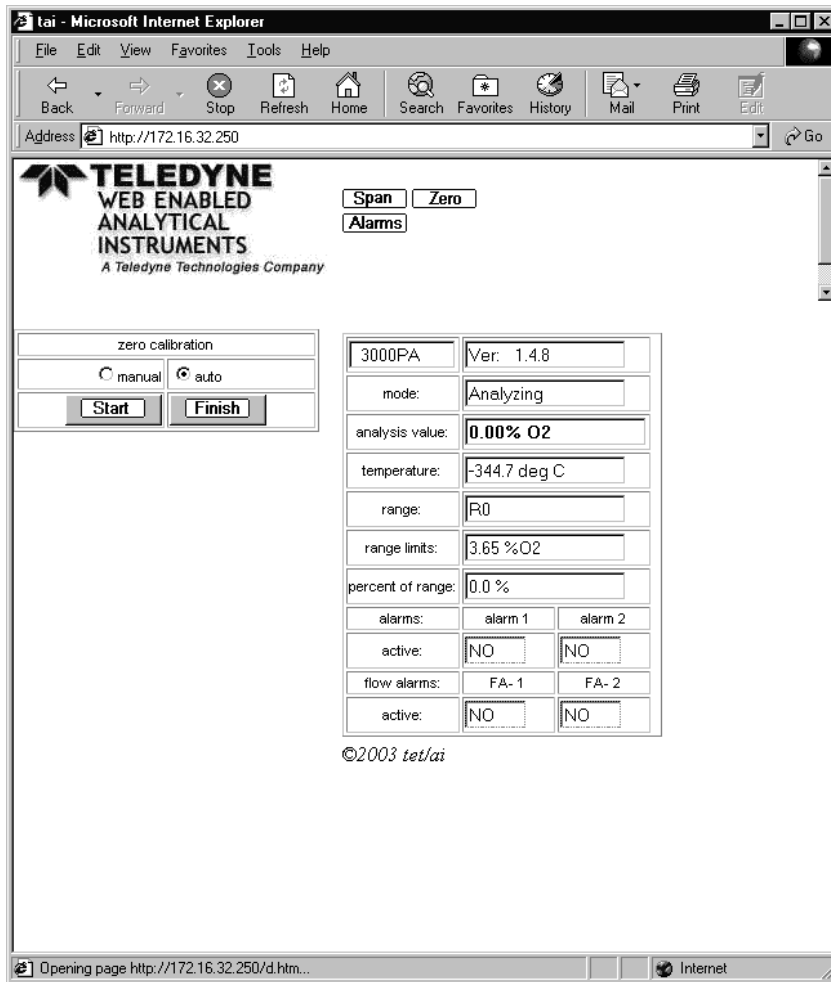 tai - Microsoft Internet Explorer
File Edit View Favorites Tools Help
Back Forward Stop Refresh Home Search Favorites History Mail Print Edit
Address http://172.16.32.250 Go
TELEDYNE
WEB ENABLED
ANALYTICAL
INSTRUMENTS
A Teledyne Technologies Company
Span Zero
Alarms
zero calibration
manual auto
Start Finish
3000PA Ver: 1.4.8
mode: Analyzing
analysis value: 0.00% O2
temperature: -344.7 deg C
range: R0
range limits: 3.65 %O2
percent of range: 0.0 %
alarms: alarm 1 alarm 2
active: NO NO
flow alarms: FA- 1 FA- 2
active: NO NO
©2003 tet/ai
Opening page http://172.16.32.250/d.htm... Internet